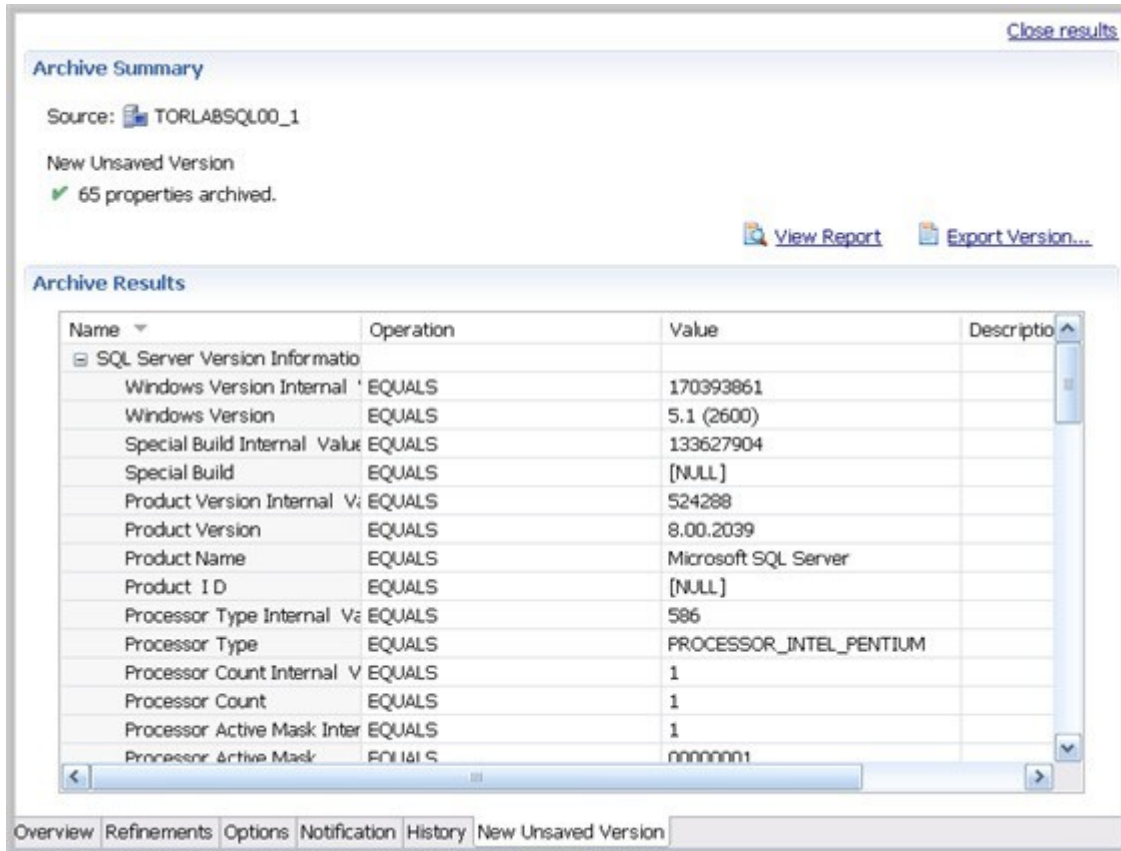 Close results
Archive Summary
Source: TORLABSQL00_1
New Unsaved Version
65 properties archived.
View Report Export Version...
Archive Results
Name Operation Value Descriptio
SQL Server Version Informatio
Windows Version Internal ' EQUALS 170393861
Windows Version EQUALS 5.1 (2600)
Special Build Internal Value EQUALS 133627904
Special Build EQUALS [NULL]
Product Version Internal Va EQUALS 524288
Product Version EQUALS 8.00.2039
Product Name EQUALS Microsoft SQL Server
Product I D EQUALS [NULL]
Processor Type Internal Va EQUALS 586
Processor Type EQUALS PROCESSOR_INTEL_PENTIUM
Processor Count Internal V EQUALS 1
Processor Count EQUALS 1
Processor Active Mask Inter EQUALS 1
Processor Active Mask EQUALS 00000001
Overview Refinements Options Notification History New Unsaved Version